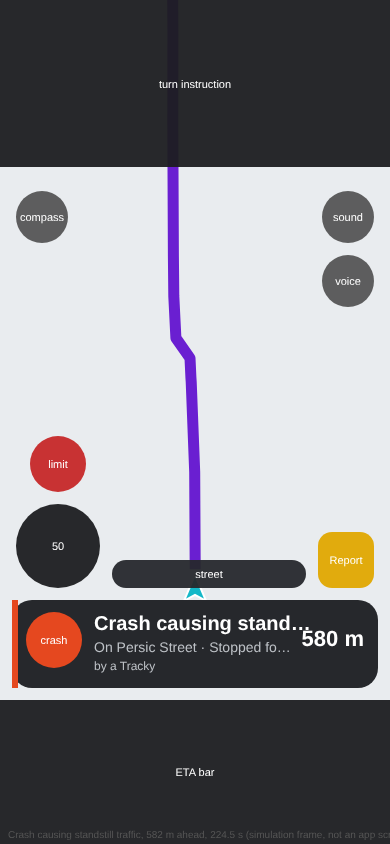 turn instruction
compass
sound
voice
limit
50
Report
street
crash
Crash causing stand...
On Persic Street · Stopped fo...
580 m
by a Tracky
ETA bar
Crash causing standstill traffic, 582 m ahead, 224.5 s (simulation frame, not an app scr